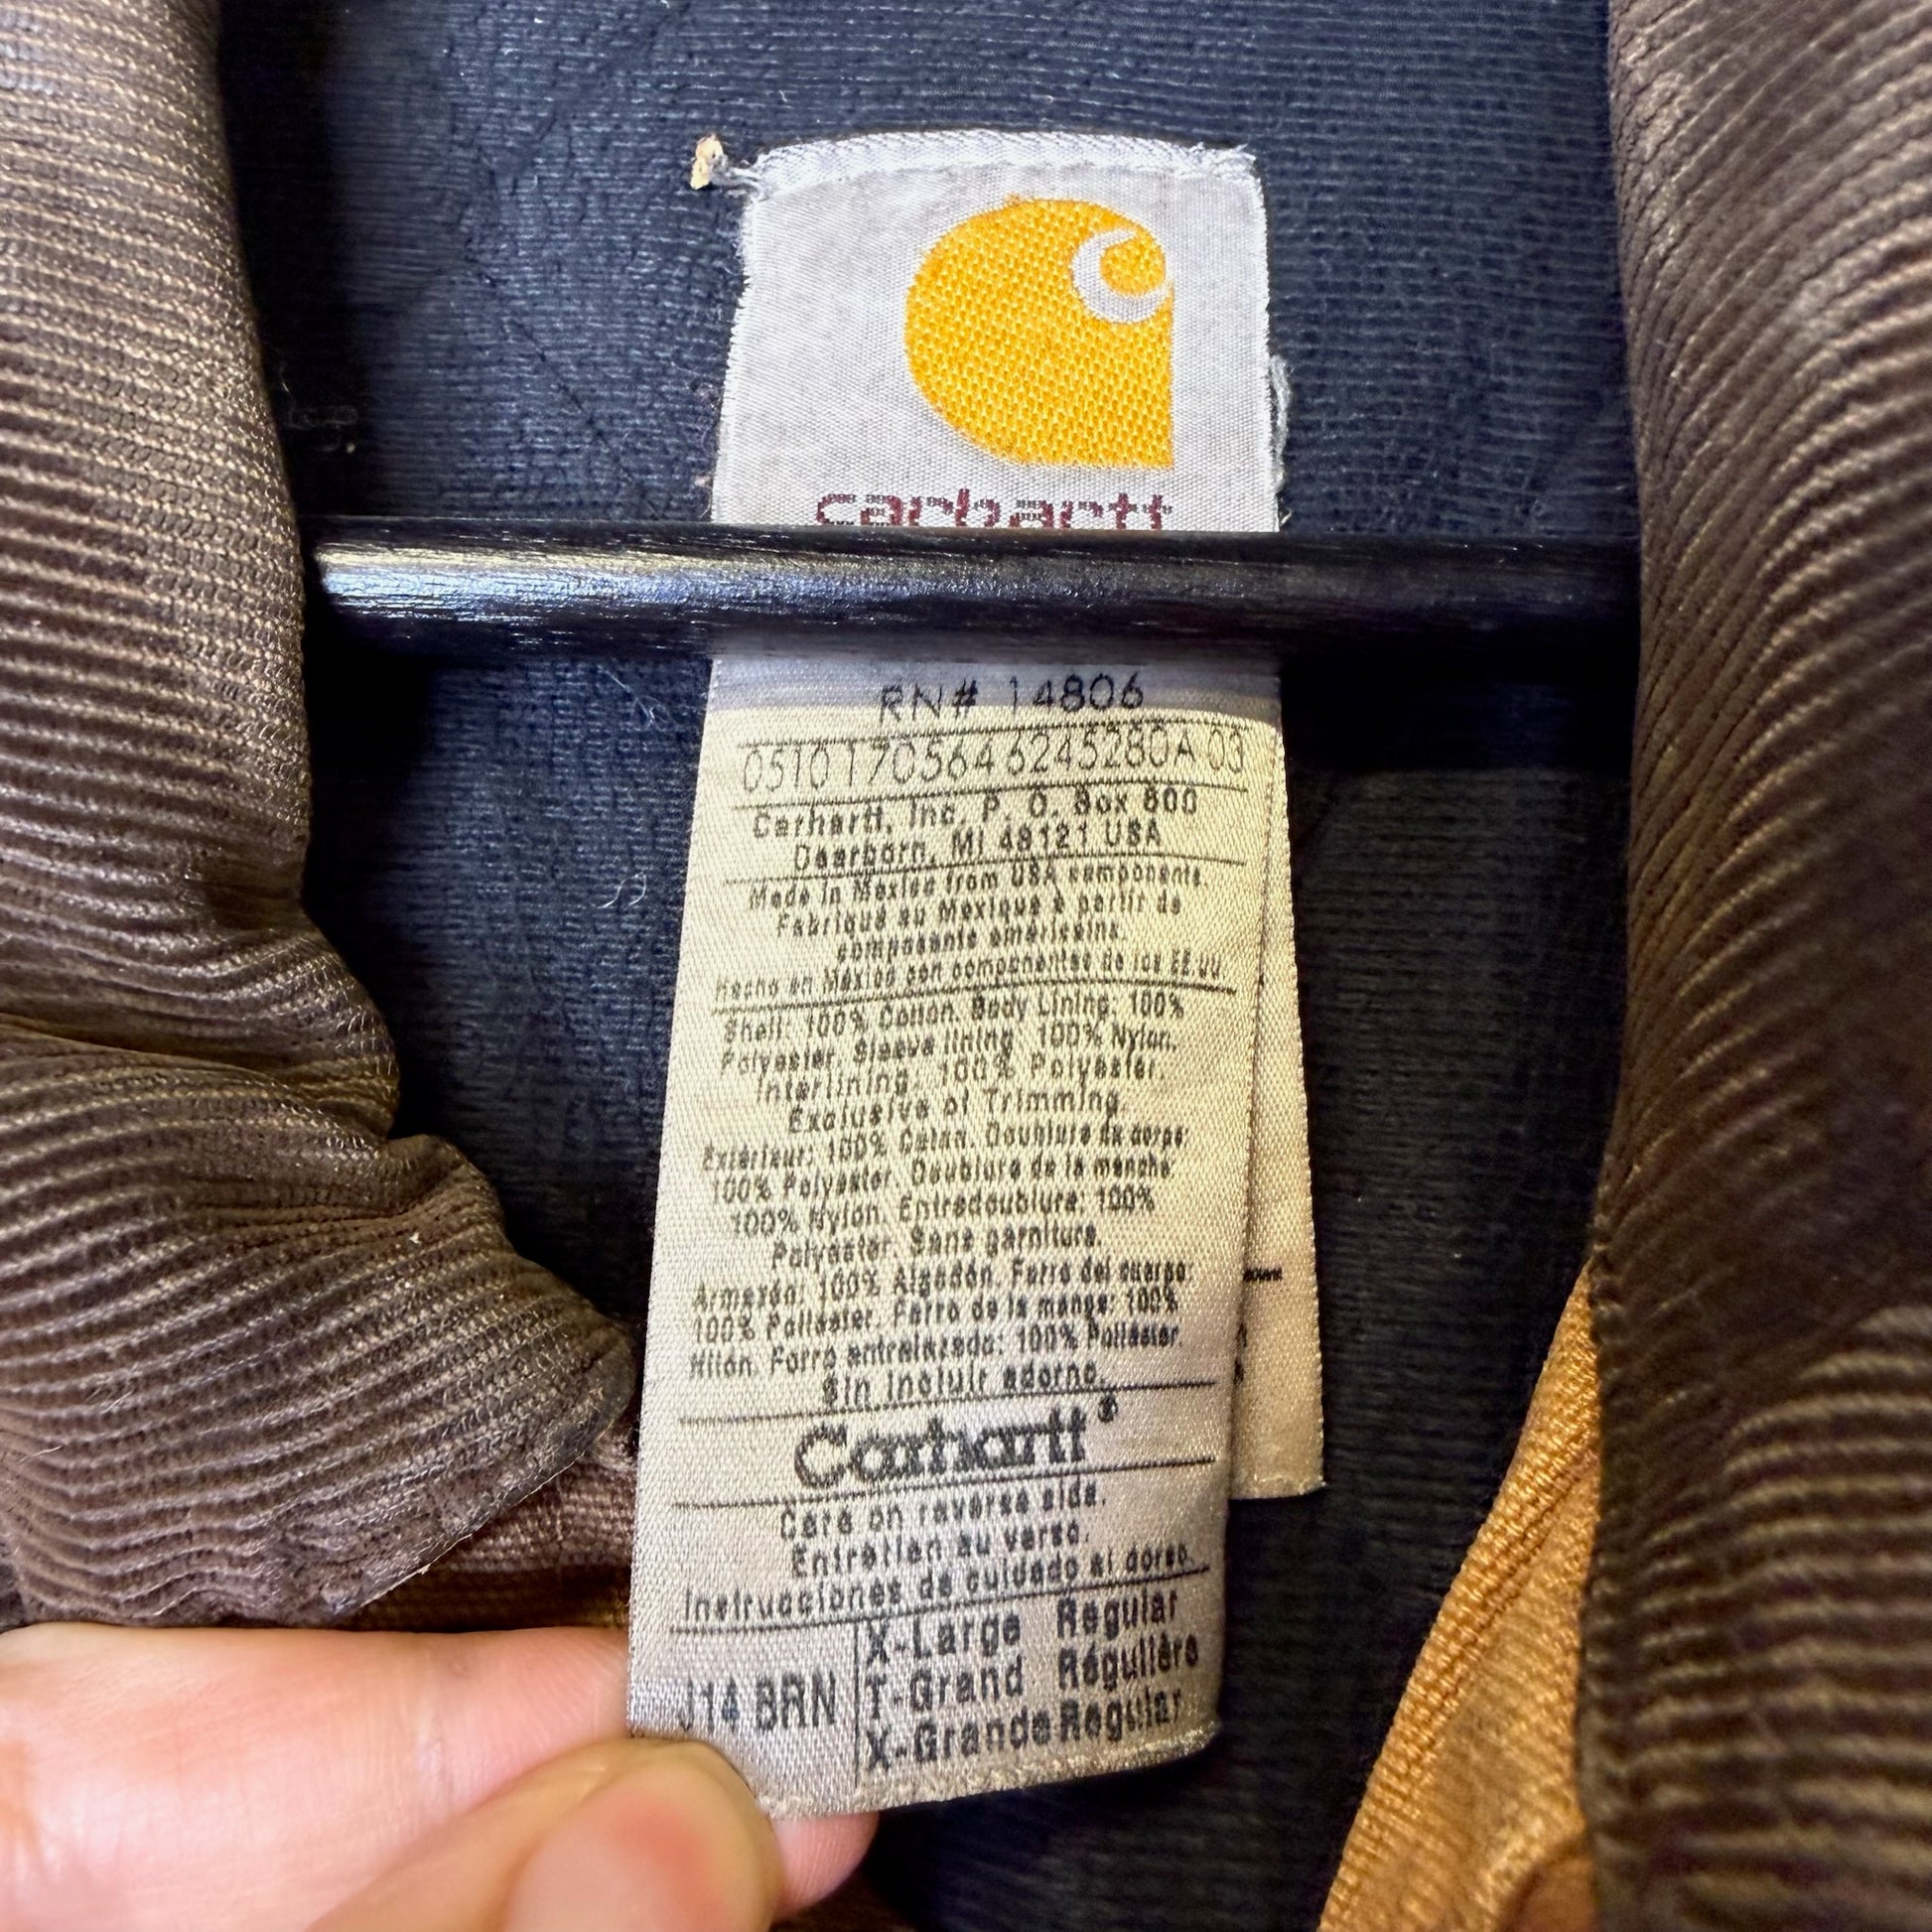 carhartt
RN# 14806
0510170564 6245280A 03
Carhartt, Inc. P. O. Box 600
Dearborn, MI 48121 USA
Made in Mexico from USA components.
Fabriqué au Mexique à partir de
composants américains.
Hecho en México con componentes de los EE.UU
Shell: 100% Cotton. Body Lining: 100%
Polyester. Sleeve lining: 100% Nylon.
Interlining: 100% Polyester.
Exclusive of Trimming.
Extérieur: 100% Coton. Doublure du corps:
100% Polyester. Doublure de la manche
100% Nylon. Entredoublure: 100%
Polyester. Sans garniture.
Armazón: 100% Algodón. Forro del cuerpo:
100% Poliéster. Forro de la manga: 100%
Nilón. Forro entrelazado: 100% Poliéster.
Sin incluir adorno.
Carhartt®
Care on reverse side.
Entretien au verso.
Instrucciones de cuidado al dorso.
X-Large Regular
J14 BRN T-Grand Régulière
X-Grande Regular